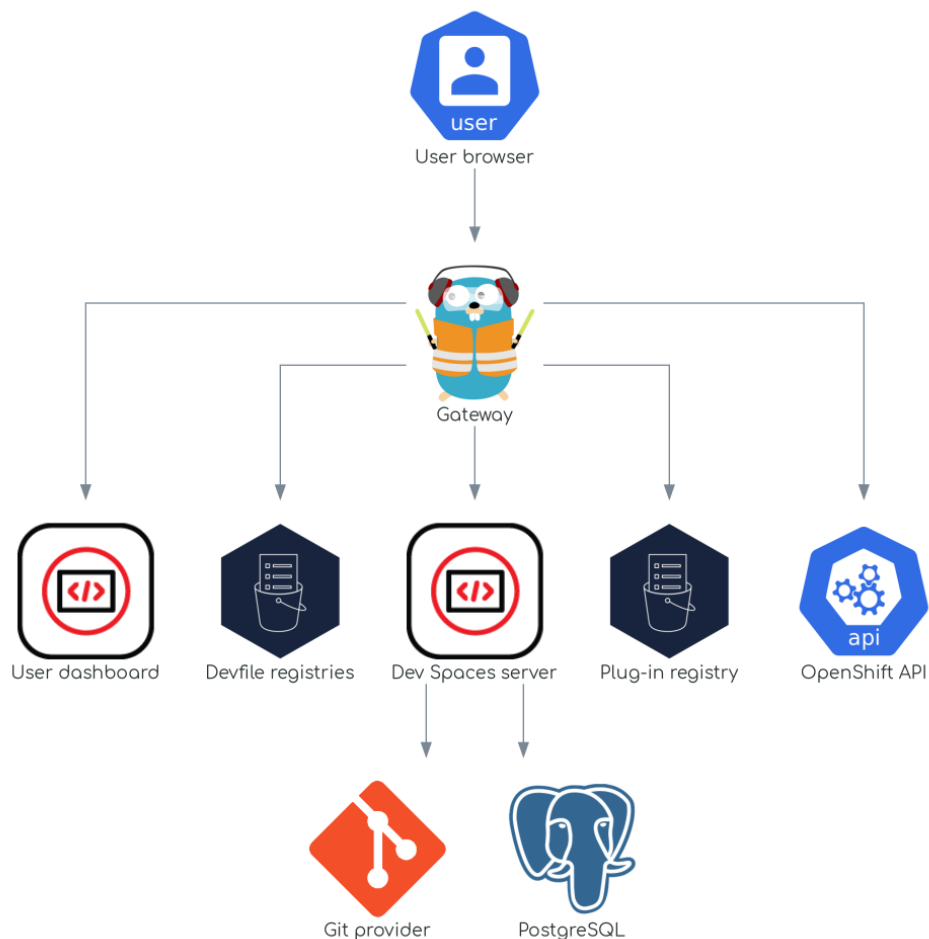 user
User browser
Gateway
</>
</>
api
User dashboard
Devfile registries
Dev Spaces server
Plug-in registry
OpenShift API
Git provider
PostgreSQL